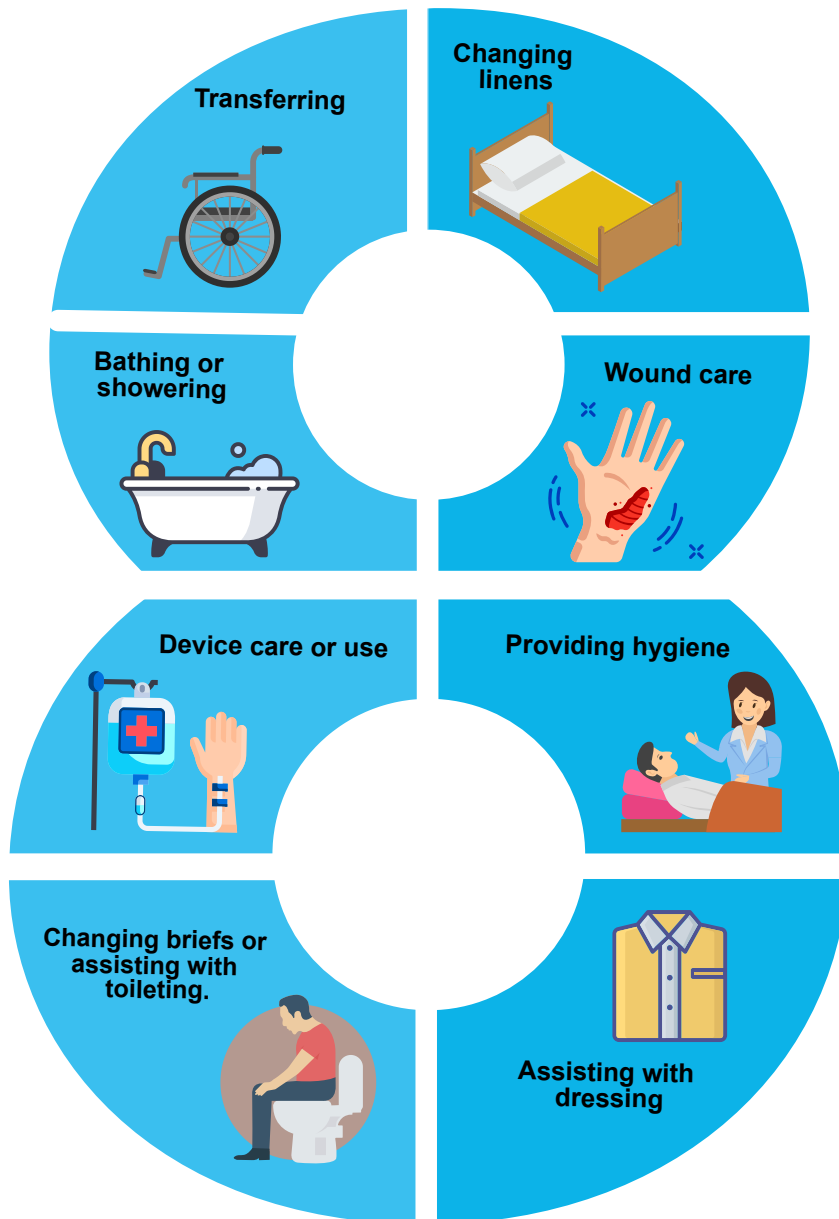 Transferring
Changing
linens
Bathing or
showering
Wound care
Device care or use
Providing hygiene
Changing briefs or
assisting with
toileting.
Assisting with
dressing